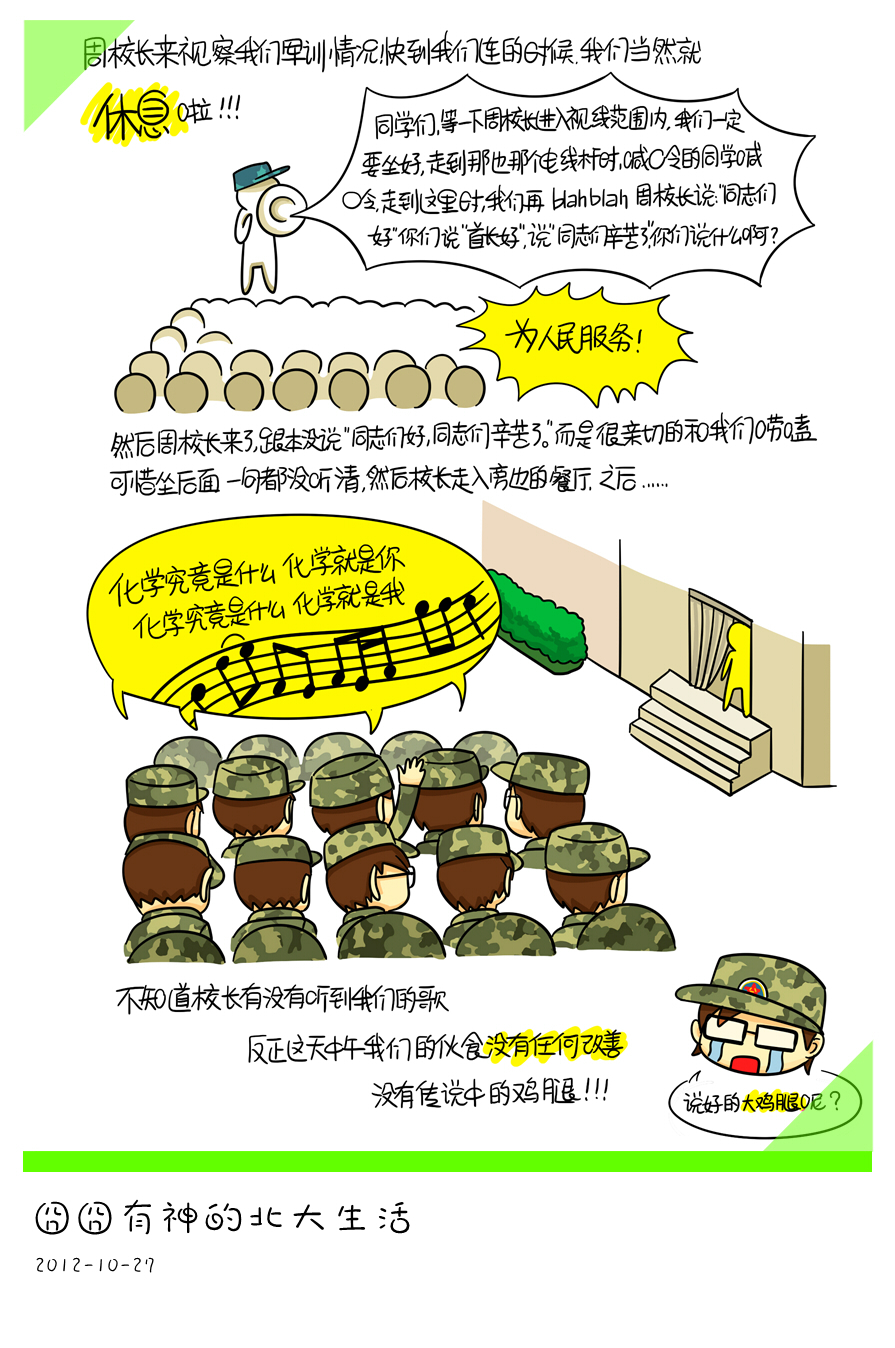 周校长来视察我们军训情况!快到我们连的时候.我们当然就
休息啦!!!
同学们,等一下周校长进入视线范围内,我们一定
要坐好,走到那边那个电线杆时,喊口令的同学喊
口令,走到这里时,我们再 blahblah 周校长说:"同志们
好"你们说"首长好",说"同志们辛苦了,"你们说什么啊?
为人民服务!
然后周校长来了,跟本没说"同志们好,同志们辛苦了。"而是很亲切的和我们唠嗑
可惜坐后面一句都没听清,然后校长走入旁边的餐厅.之后……
化学究竟是什么 化学就是你
化学究竟是什么 化学就是我
不知道校长有没有听到我们的歌
反正这天中午我们的伙食没有任何改善
没有传说中的鸡腿!!!
说好的大鸡腿呢?
囧囧有神的北大生活
2012-10-27